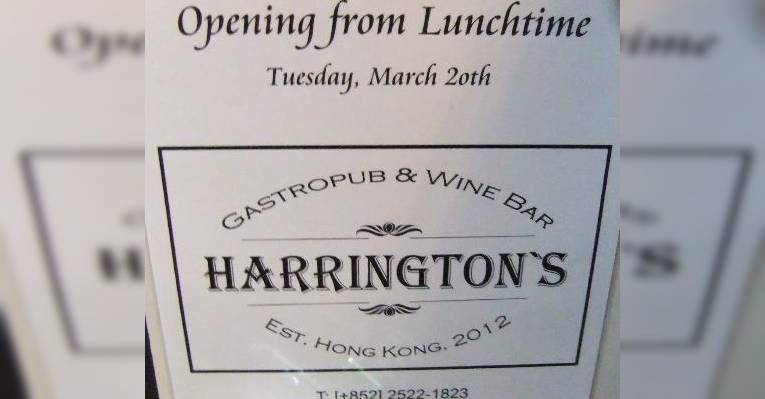 Opening from Lunchtime
Tuesday, March 20th
GASTROPUB & WINE BAR
HARRINGTON`S
EST. HONG KONG. 2012
T: [+852] 2522-1823